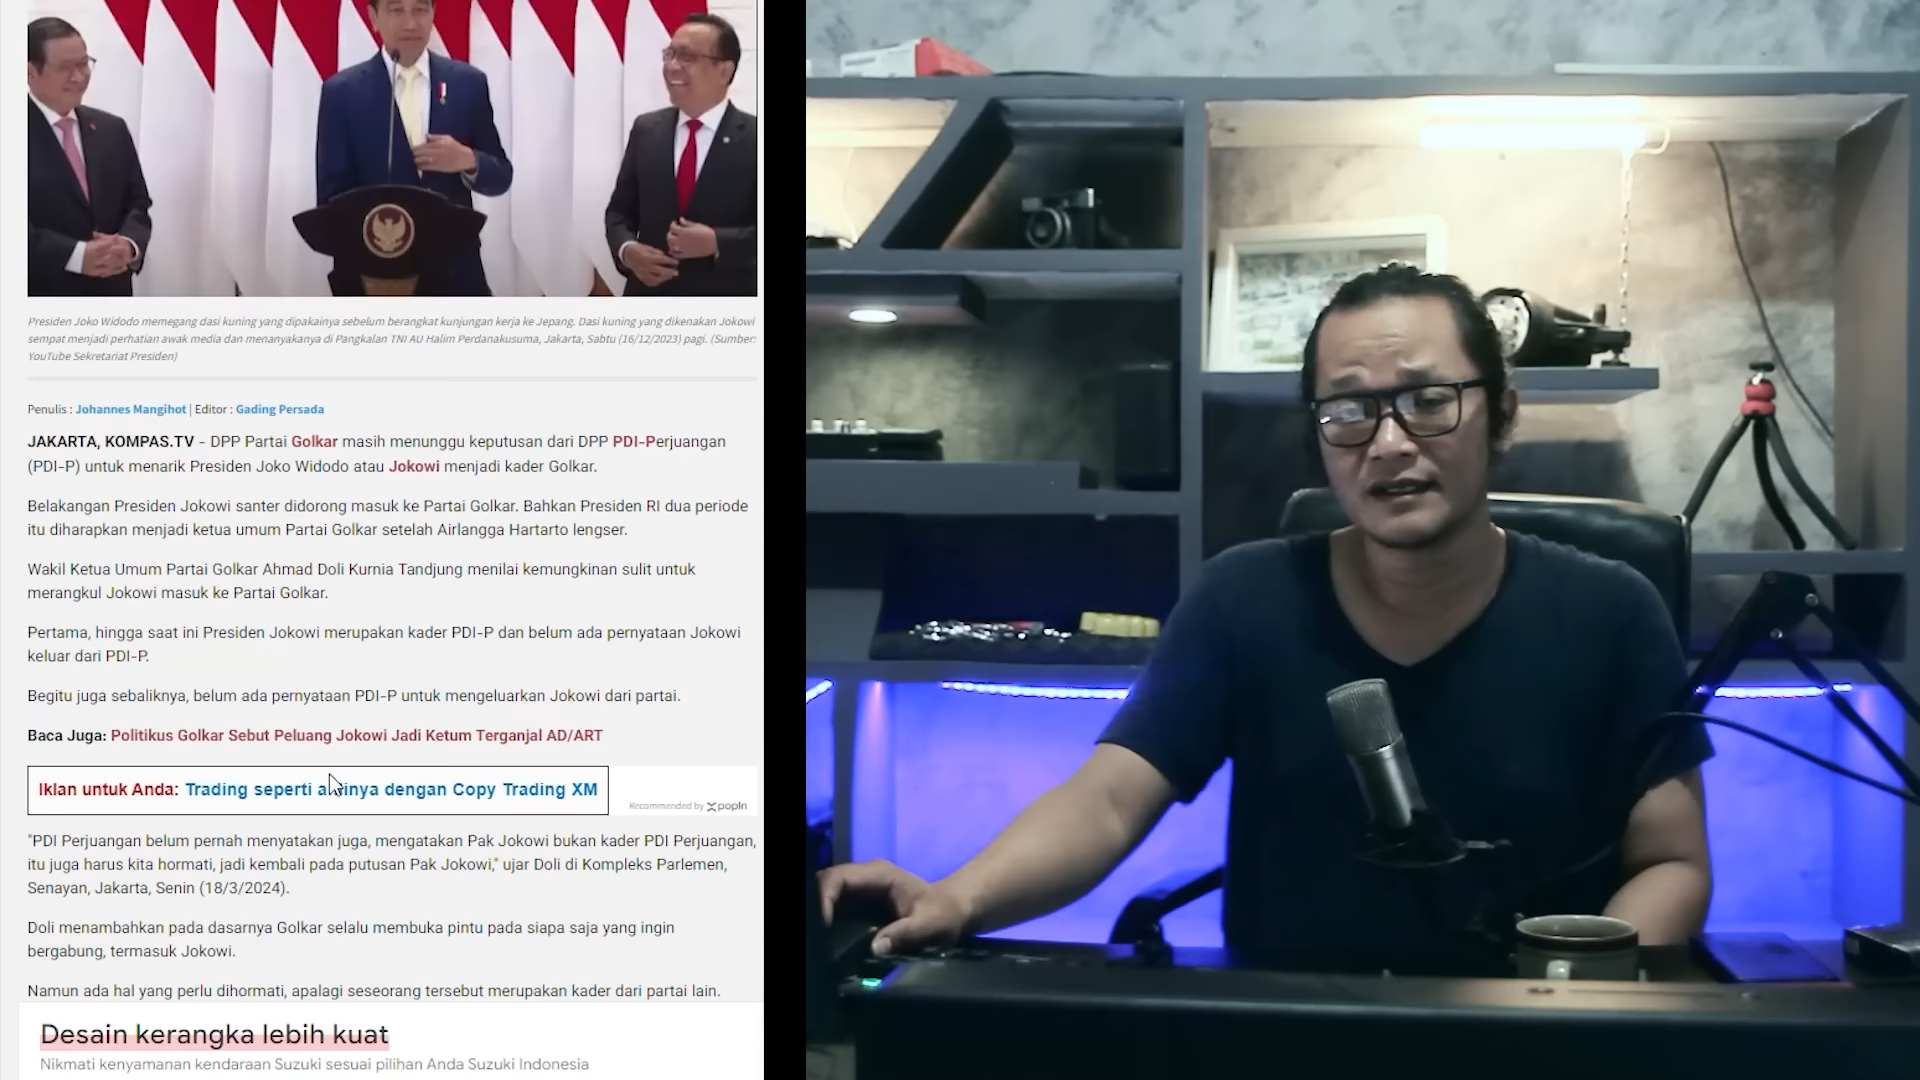 Presiden Joko Widodo memegang dasi kuning yang dipakainya sebelum berangkat kunjungan kerja ke Jepang. Dasi kuning yang dikenakan Jokowi
sempat menjadi perhatian awak media dan menanyakanya di Pangkalan TNI AU Halim Perdanakusuma, Jakarta, Sabtu (16/12/2023) pagi. (Sumber:
YouTube Sekretariat Presiden)
Penulis : Johannes Mangihot | Editor : Gading Persada
JAKARTA, KOMPAS.TV - DPP Partai Golkar masih menunggu keputusan dari DPP PDI-Perjuangan
(PDI-P) untuk menarik Presiden Joko Widodo atau Jokowi menjadi kader Golkar.
Belakangan Presiden Jokowi santer didorong masuk ke Partai Golkar. Bahkan Presiden RI dua periode
itu diharapkan menjadi ketua umum Partai Golkar setelah Airlangga Hartarto lengser.
Wakil Ketua Umum Partai Golkar Ahmad Doli Kurnia Tandjung menilai kemungkinan sulit untuk
merangkul Jokowi masuk ke Partai Golkar.
Pertama, hingga saat ini Presiden Jokowi merupakan kader PDI-P dan belum ada pernyataan Jokowi
keluar dari PDI-P.
Begitu juga sebaliknya, belum ada pernyataan PDI-P untuk mengeluarkan Jokowi dari partai.
Baca Juga: Politikus Golkar Sebut Peluang Jokowi Jadi Ketum Terganjal AD/ART
Iklan untuk Anda: Trading seperti dengan Copy Trading XM
Recommended by popIn
"PDI Perjuangan belum pernah menyatakan juga, mengatakan Pak Jokowi bukan kader PDI Perjuangan,
itu juga harus kita hormati, jadi kembali pada putusan Pak Jokowi," ujar Doli di Kompleks Parlemen,
Senayan, Jakarta, Senin (18/3/2024).
Doli menambahkan pada dasarnya Golkar selalu membuka pintu pada siapa saja yang ingin
bergabung, termasuk Jokowi.
Namun ada hal yang perlu dihormati, apalagi seseorang tersebut merupakan kader dari partai lain.
Desain kerangka lebih kuat
Nikmati kenyamanan kendaraan Suzuki sesuai pilihan Anda Suzuki Indonesia